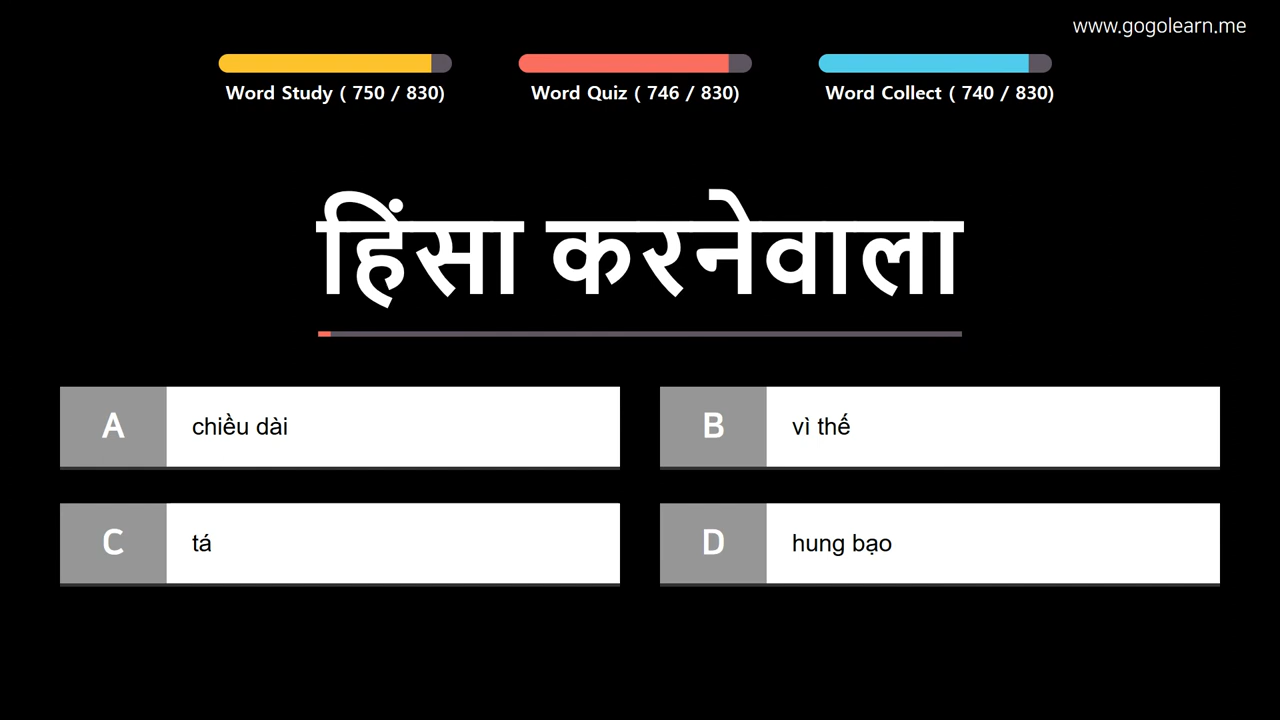 www.gogolearn.me
Word Study ( 750 / 830)
Word Quiz ( 746 / 830)
Word Collect ( 740 / 830)
हिंसा करनेवाला
A
chiều dài
B
vì thế
C
tá
D
hung bạo